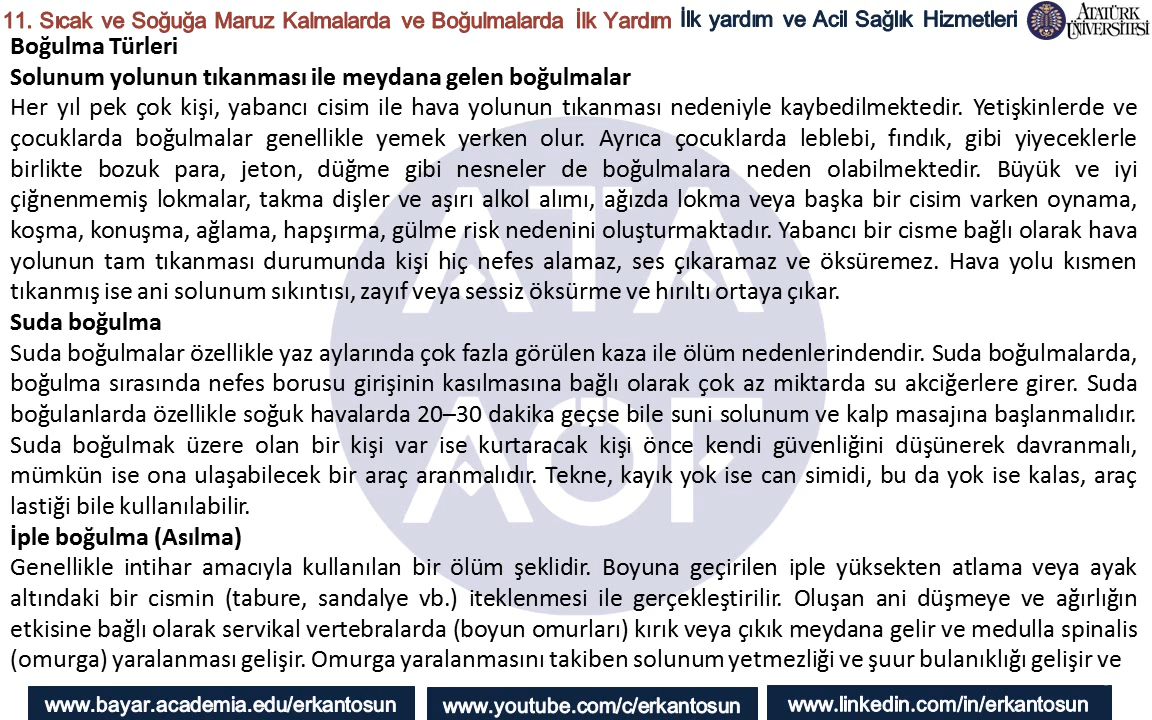 11. Sıcak ve Soğuğa Maruz Kalmalarda ve Boğulmalarda İlk Yardım İlk yardım ve Acil Sağlık Hizmetleri ATATÜRK ÜNİVERSİTESİ
Boğulma Türleri
Solunum yolunun tıkanması ile meydana gelen boğulmalar
Her yıl pek çok kişi, yabancı cisim ile hava yolunun tıkanması nedeniyle kaybedilmektedir. Yetişkinlerde ve
çocuklarda boğulmalar genellikle yemek yerken olur. Ayrıca çocuklarda leblebi, fındık, gibi yiyeceklerle
birlikte bozuk para, jeton, düğme gibi nesneler de boğulmalara neden olabilmektedir. Büyük ve iyi
çiğnenmemiş lokmalar, takma dişler ve aşırı alkol alımı, ağızda lokma veya başka bir cisim varken oynama,
koşma, konuşma, ağlama, hapşırma, gülme risk nedenini oluşturmaktadır. Yabancı bir cisme bağlı olarak hava
yolunun tam tıkanması durumunda kişi hiç nefes alamaz, ses çıkaramaz ve öksüremez. Hava yolu kısmen
tıkanmış ise ani solunum sıkıntısı, zayıf veya sessiz öksürme ve hırıltı ortaya çıkar.
Suda boğulma
Suda boğulmalar özellikle yaz aylarında çok fazla görülen kaza ile ölüm nedenlerindendir. Suda boğulmalarda,
boğulma sırasında nefes borusu girişinin kasılmasına bağlı olarak çok az miktarda su akciğerlere girer. Suda
boğulanlarda özellikle soğuk havalarda 20–30 dakika geçse bile suni solunum ve kalp masajına başlanmalıdır.
Suda boğulmak üzere olan bir kişi var ise kurtaracak kişi önce kendi güvenliğini düşünerek davranmalı,
mümkün ise ona ulaşabilecek bir araç aranmalıdır. Tekne, kayık yok ise can simidi, bu da yok ise kalas, araç
lastiği bile kullanılabilir.
İple boğulma (Asılma)
Genellikle intihar amacıyla kullanılan bir ölüm şeklidir. Boyuna geçirilen iple yüksekten atlama veya ayak
altındaki bir cismin (tabure, sandalye vb.) iteklenmesi ile gerçekleştirilir. Oluşan ani düşmeye ve ağırlığın
etkisine bağlı olarak servikal vertebralarda (boyun omurları) kırık veya çıkık meydana gelir ve medulla spinalis
(omurga) yaralanması gelişir. Omurga yaralanmasını takiben solunum yetmezliği ve şuur bulanıklığı gelişir ve
ATA
AÖF
www.bayar.academia.edu/erkantosun www.youtube.com/c/erkantosun www.linkedin.com/in/erkantosun